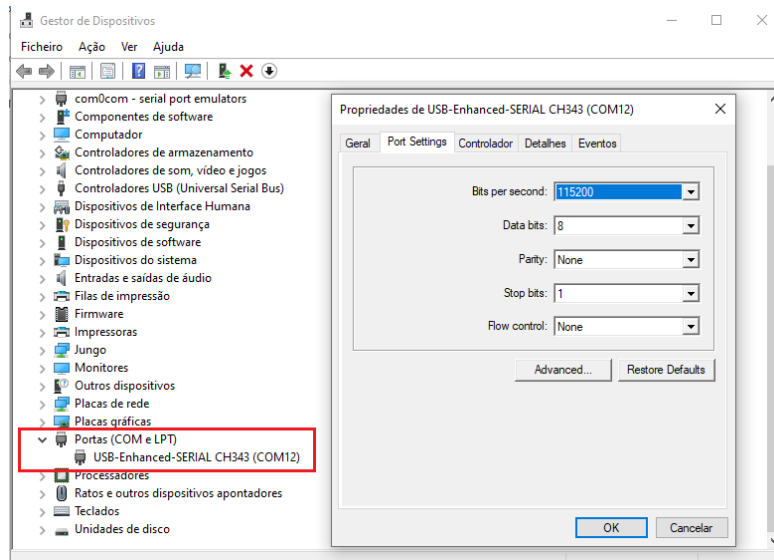 Gestor de Dispositivos
Ficheiro Ação Ver Ajuda
com0com - serial port emulators
Componentes de software
Computador
Controladores de armazenamento
Controladores de som, vídeo e jogos
Controladores USB (Universal Serial Bus)
Dispositivos de Interface Humana
Dispositivos de segurança
Dispositivos de software
Dispositivos do sistema
Entradas e saídas de áudio
Filas de impressão
Firmware
Impressoras
Jungo
Monitores
Outros dispositivos
Placas de rede
Placas gráficas
Portas (COM e LPT)
USB-Enhanced-SERIAL CH343 (COM12)
Processadores
Ratos e outros dispositivos apontadores
Teclados
Unidades de disco
Propriedades de USB-Enhanced-SERIAL CH343 (COM12)
Geral Port Settings Controlador Detalhes Eventos
Bits per second: 115200
Data bits: 8
Parity: None
Stop bits: 1
Flow control: None
Advanced... Restore Defaults
OK Cancelar